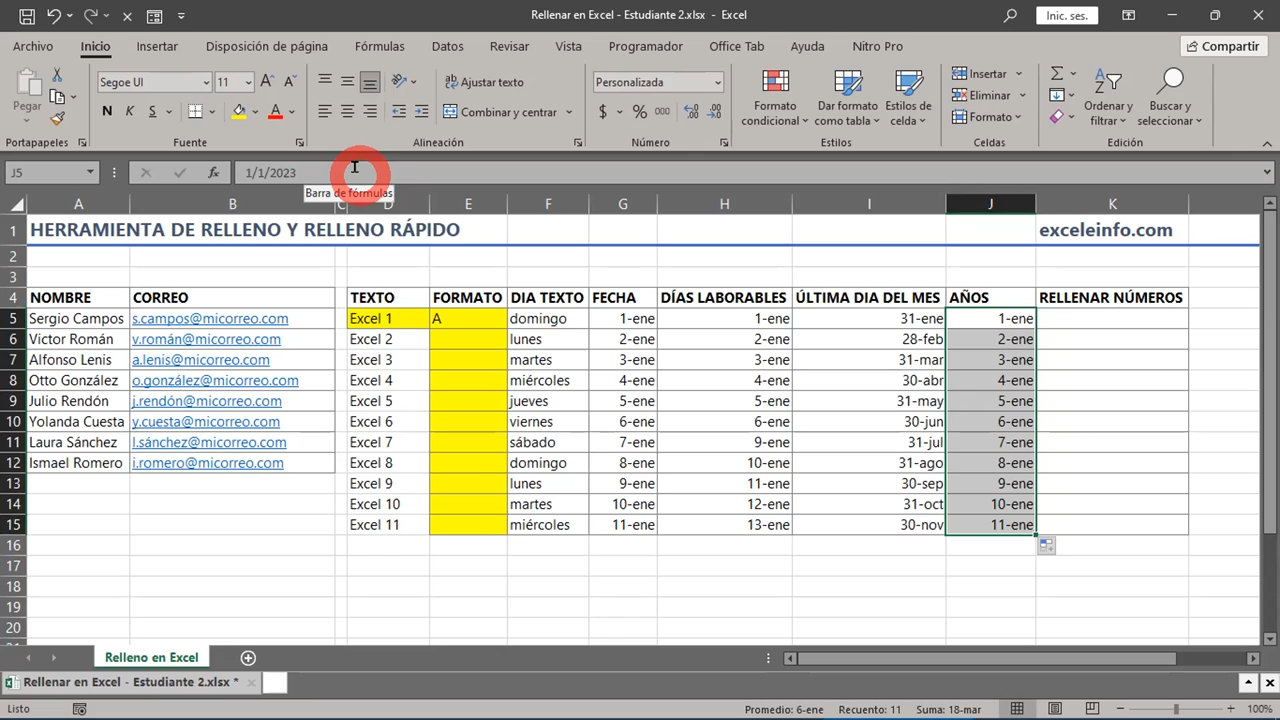 Rellenar en Excel - Estudiante 2.xlsx - Excel
Inic. ses.
Archivo Inicio Insertar Disposición de página Fórmulas Datos Revisar Vista Programador Office Tab Ayuda Nitro Pro Compartir
Pegar
Segoe UI 11
N K S
Ajustar texto
Combinar y centrar
Personalizada
$ % 000
Formato condicional
Dar formato como tabla
Estilos de celda
Insertar
Eliminar
Formato
Ordenar y filtrar
Buscar y seleccionar
Portapapeles Fuente Alineación Número Estilos Celdas Edición
J5 fx 1/1/2023
Barra de fórmulas
A B C D E F G H I J K
1 HERRAMIENTA DE RELLENO Y RELLENO RÁPIDO exceleinfo.com
2
3
4 NOMBRE CORREO TEXTO FORMATO DIA TEXTO FECHA DÍAS LABORABLES ÚLTIMA DIA DEL MES AÑOS RELLENAR NÚMEROS
5 Sergio Campos s.campos@micorreo.com Excel 1 A domingo 1-ene 1-ene 31-ene 1-ene
6 Victor Román v.román@micorreo.com Excel 2 lunes 2-ene 2-ene 28-feb 2-ene
7 Alfonso Lenis a.lenis@micorreo.com Excel 3 martes 3-ene 3-ene 31-mar 3-ene
8 Otto González o.gonzález@micorreo.com Excel 4 miércoles 4-ene 4-ene 30-abr 4-ene
9 Julio Rendón j.rendón@micorreo.com Excel 5 jueves 5-ene 5-ene 31-may 5-ene
10 Yolanda Cuesta y.cuesta@micorreo.com Excel 6 viernes 6-ene 6-ene 30-jun 6-ene
11 Laura Sánchez l.sánchez@micorreo.com Excel 7 sábado 7-ene 9-ene 31-jul 7-ene
12 Ismael Romero i.romero@micorreo.com Excel 8 domingo 8-ene 10-ene 31-ago 8-ene
13 Excel 9 lunes 9-ene 11-ene 30-sep 9-ene
14 Excel 10 martes 10-ene 12-ene 31-oct 10-ene
15 Excel 11 miércoles 11-ene 13-ene 30-nov 11-ene
16
17
18
19
20
Relleno en Excel
Rellenar en Excel - Estudiante 2.xlsx *
Listo Promedio: 6-ene Recuento: 11 Suma: 18-mar 100%